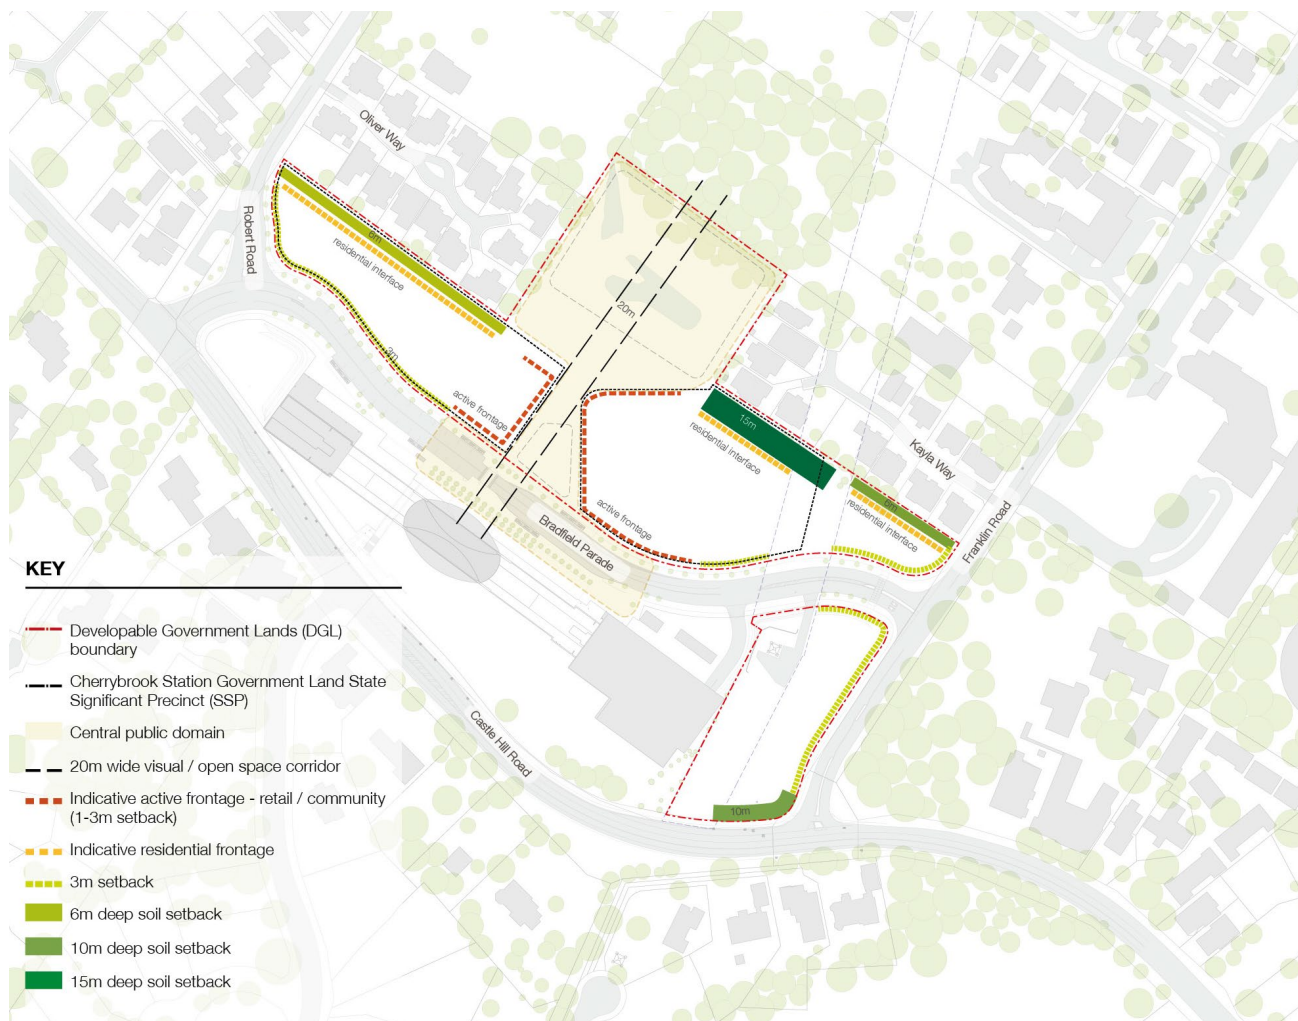 Oliver Way
Robert Road
6m
residential interface
20m
3m
active frontage
15m
residential interface
Kayla Way
6m
residential interface
active frontage
Bradfield Parade
Franklin Road
Castle Hill Road
10m
KEY
Developable Government Lands (DGL)
boundary
Cherrybrook Station Government Land State
Significant Precinct (SSP)
Central public domain
20m wide visual / open space corridor
Indicative active frontage - retail / community
(1-3m setback)
Indicative residential frontage
3m setback
6m deep soil setback
10m deep soil setback
15m deep soil setback